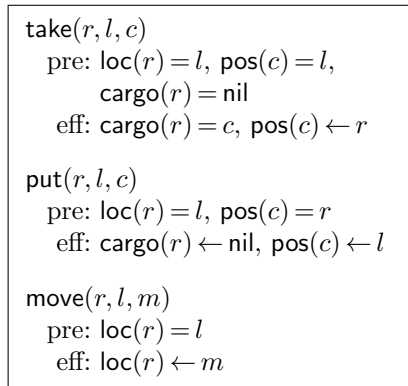 take(r, l, c)
pre: loc(r) = l, pos(c) = l,
cargo(r) = nil
eff: cargo(r) = c, pos(c) ← r
put(r, l, c)
pre: loc(r) = l, pos(c) = r
eff: cargo(r) ← nil, pos(c) ← l
move(r, l, m)
pre: loc(r) = l
eff: loc(r) ← m